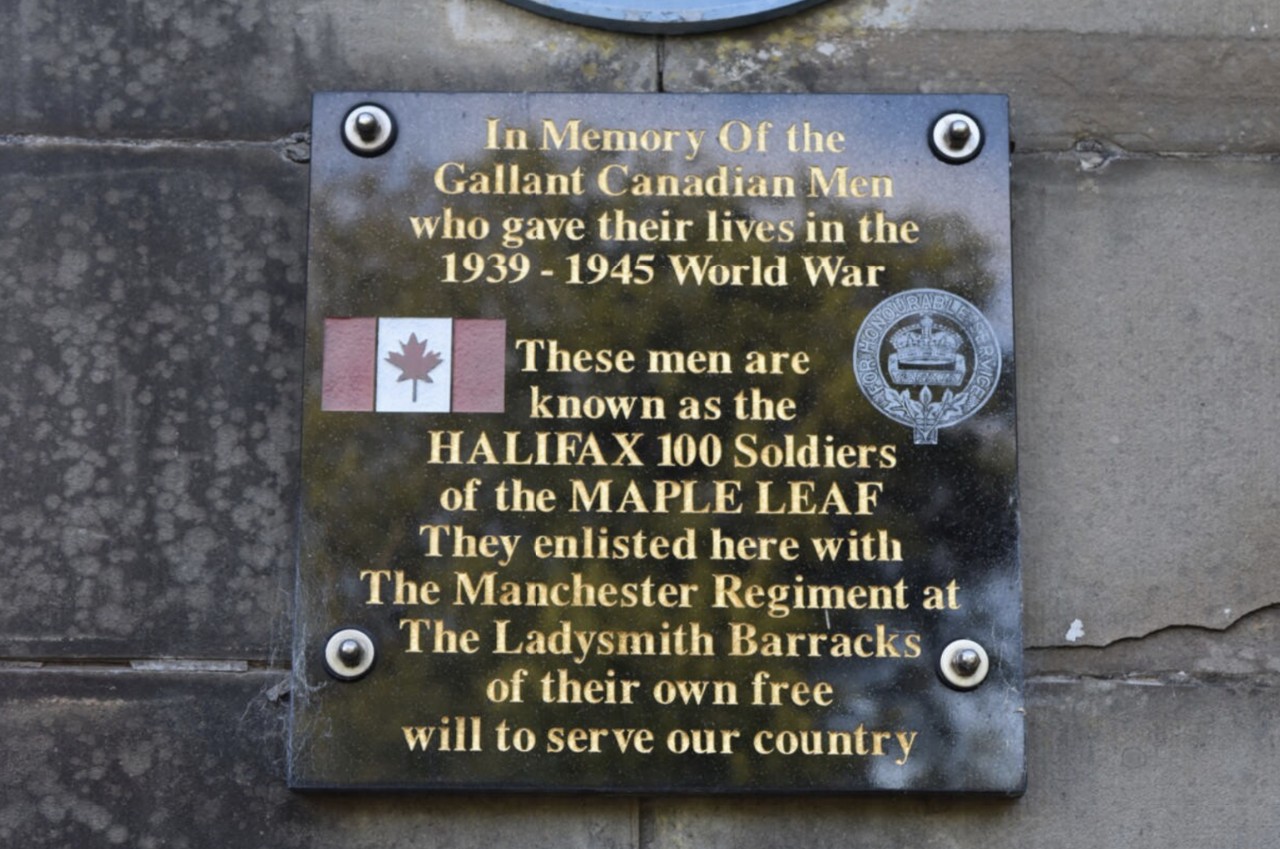 In Memory Of the
Gallant Canadian Men
who gave their lives in the
1939 - 1945 World War
FOR HONOURABLE SERVICE
These men are
known as the
HALIFAX 100 Soldiers
of the MAPLE LEAF
They enlisted here with
The Manchester Regiment at
The Ladysmith Barracks
of their own free
will to serve our country